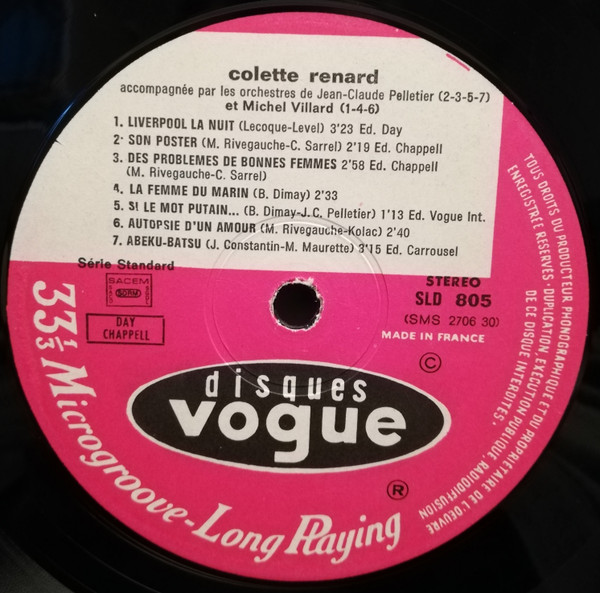 colette renard
accompagnée par les orchestres de Jean-Claude Pelletier (2-3-5-7)
et Michel Villard (1-4-6)
1. LIVERPOOL LA NUIT (Lecoque-Level) 3'23 Ed. Day
2. SON POSTER (M. Rivegauche-C. Sarrel) 2'19 Ed. Chappell
3. DES PROBLEMES DE BONNES FEMMES 2'58 Ed. Chappell
(M. Rivegauche-C. Sarrel)
4. LA FEMME DU MARIN (B. Dimay) 2'33
5. SI LE MOT PUTAIN... (B. Dimay-J.C. Pelletier) 1'13 Ed. Vogue Int.
6. AUTOPSIE D'UN AMOUR (M. Rivegauche-Kolac) 2'40
7. ABEKU-BATSU (J. Constantin-M. Maurette) 3'15 Ed. Carrousel
Série Standard
SACEM
SDRM
DAY
CHAPPELL
STEREO
SLD 805
(SMS 2706 30)
MADE IN FRANCE
©
disques
vogue
®
33 1/3 Microgroove-Long Playing
TOUS DROITS DU PRODUCTEUR PHONOGRAPHIQUE ET DU PROPRIÉTAIRE DE L'OEUVRE
ENREGISTRÉE RESERVES - DUPLICATION, EXECUTION PUBLIQUE, RADIODIFFUSION
DE CE DISQUE INTERDITES.